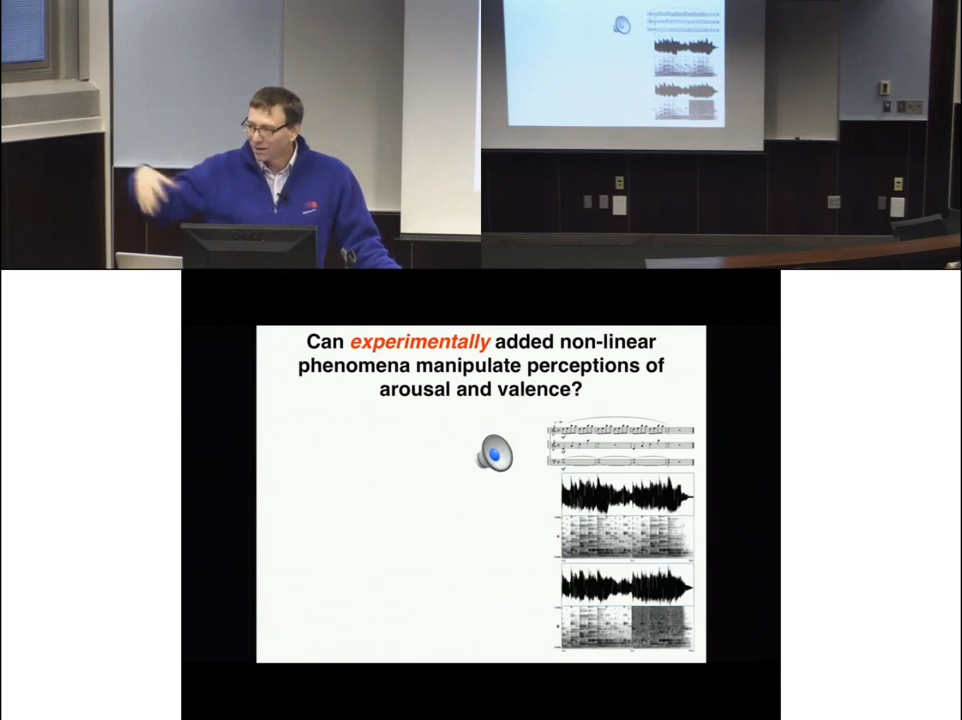 Can experimentally added non-linear
phenomena manipulate perceptions of
arousal and valence?